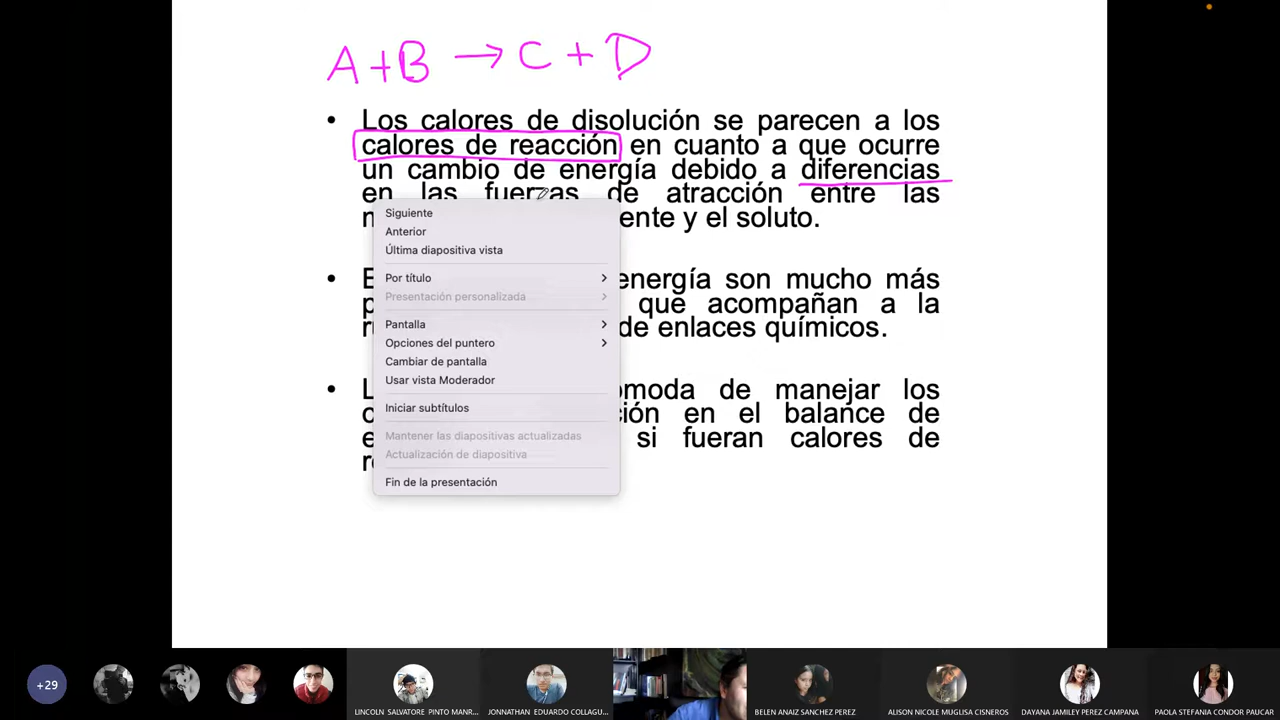 A + B → C + D
• Los calores de disolución se parecen a los
calores de reacción en cuanto a que ocurre
un cambio de energía debido a diferencias
en las fuerzas de atracción entre las
ente y el soluto.
Siguiente
Anterior
Última diapositiva vista
Por título
Presentación personalizada
Pantalla
Opciones del puntero
Cambiar de pantalla
Usar vista Moderador
Iniciar subtítulos
Mantener las diapositivas actualizadas
Actualización de diapositiva
Fin de la presentación
• E energía son mucho más
p que acompañan a la
de enlaces químicos.
• L omoda de manejar los
c ión en el balance de
e si fueran calores de
+29
LINCOLN_SALVATORE PINTO MANR...
JONNATHAN EDUARDO COLLAGU...
BELEN ANAIZ SANCHEZ PEREZ
ALISON NICOLE MUGLISA CISNEROS
DAYANA JAMILEY PEREZ CAMPANA
PAOLA STEFANIA CONDOR PAUCAR